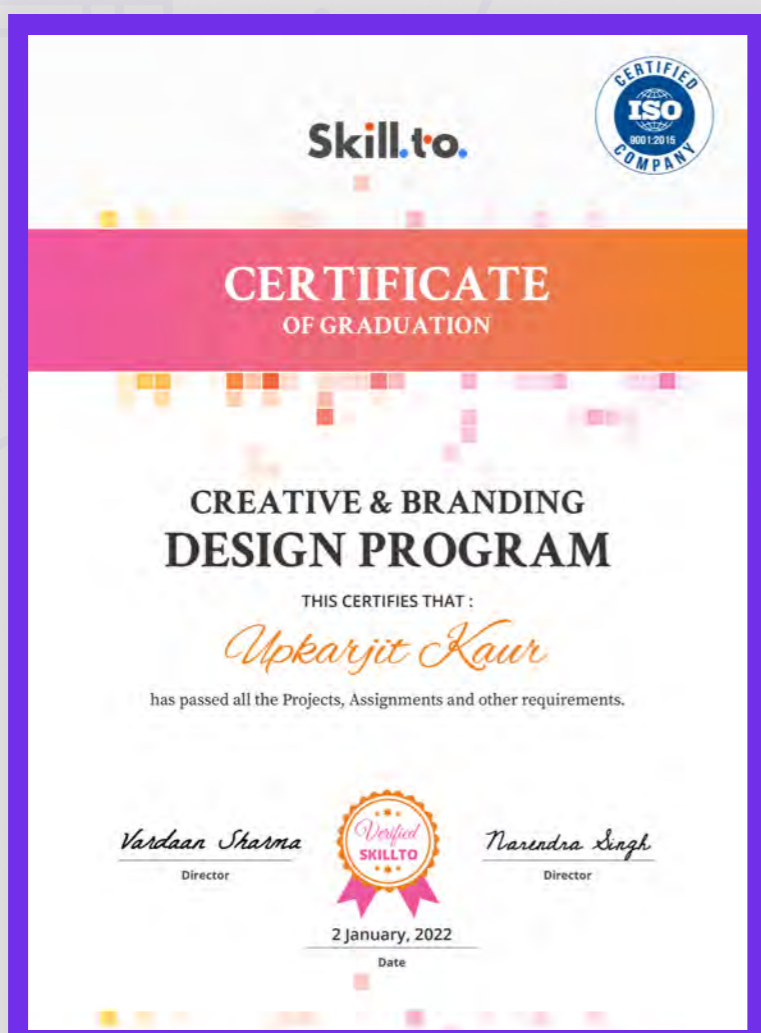 Skill.to.
CERTIFIED
ISO
9001:2015
COMPANY
CERTIFICATE
OF GRADUATION
CREATIVE & BRANDING
DESIGN PROGRAM
THIS CERTIFIES THAT :
Upkarjit Kaur
has passed all the Projects, Assignments and other requirements.
Vardaan Sharma
Director
Verified
SKILLTO
Narendra Singh
Director
2 January, 2022
Date